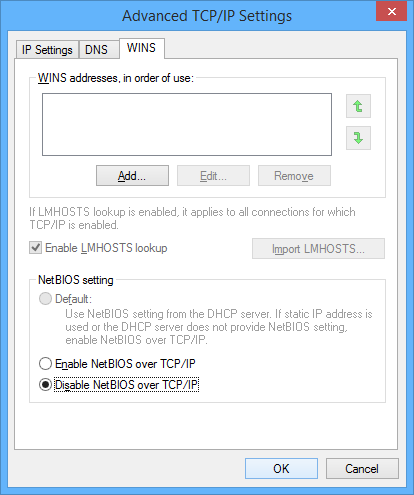 Advanced TCP/IP Settings
IP Settings DNS WINS
WINS addresses, in order of use:
Add... Edit... Remove
If LMHOSTS lookup is enabled, it applies to all connections for which
TCP/IP is enabled.
Enable LMHOSTS lookup Import LMHOSTS...
NetBIOS setting
Default:
Use NetBIOS setting from the DHCP server. If static IP address is
used or the DHCP server does not provide NetBIOS setting,
enable NetBIOS over TCP/IP.
Enable NetBIOS over TCP/IP
Disable NetBIOS over TCP/IP
OK Cancel